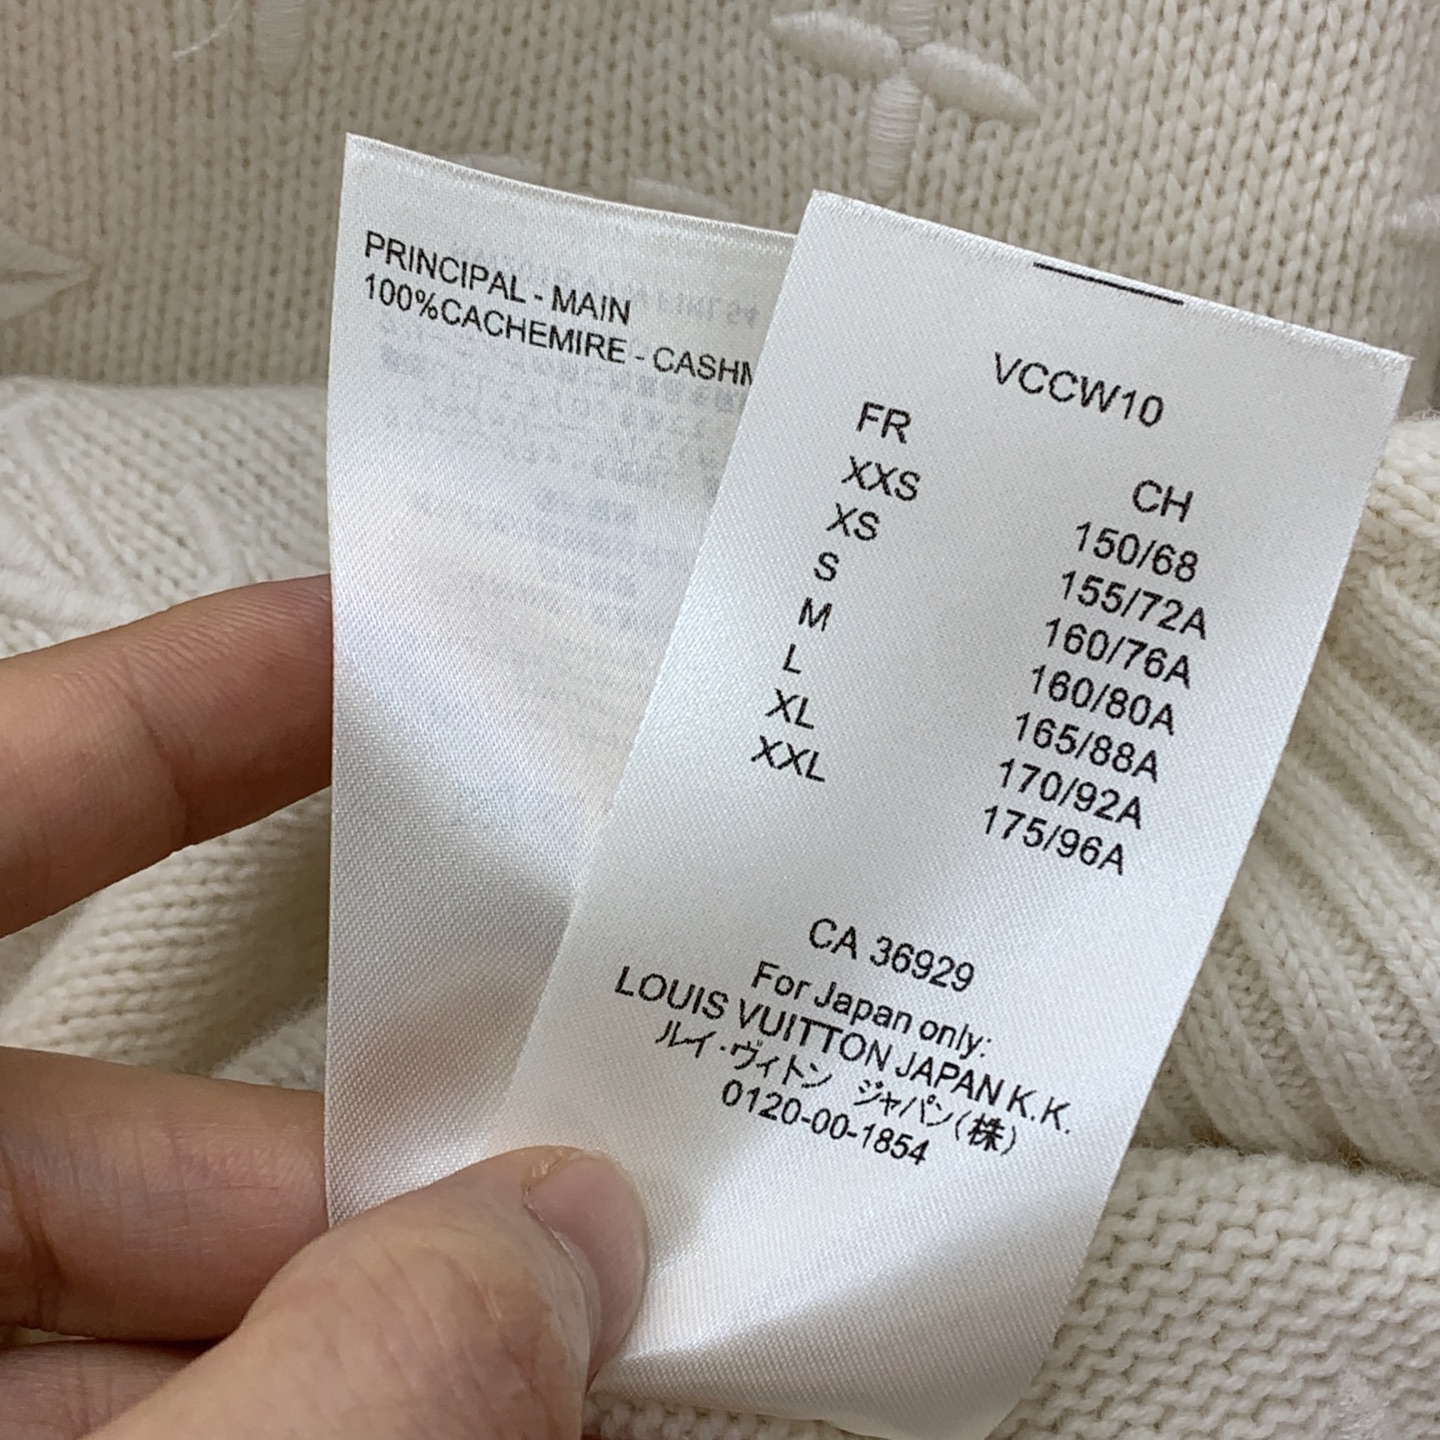 PRINCIPAL - MAIN
100%CACHEMIRE - CASHM
VCCW10
FR CH
XXS 150/68
XS 155/72A
S 160/76A
M 160/80A
L 165/88A
XL 170/92A
XXL 175/96A
CA 36929
For Japan only:
LOUIS VUITTON JAPAN K.K.
ルイ・ヴィトン ジャパン(株)
0120-00-1854